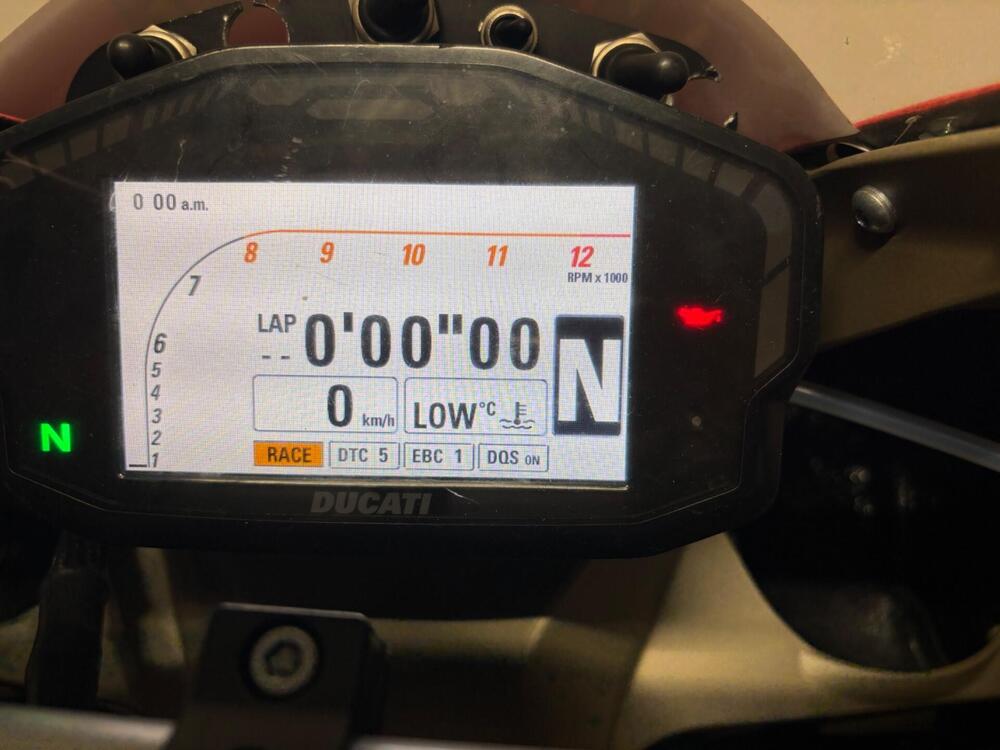 0 00 a.m.
8 9 10 11 12
RPM x 1000
7
6
5
4
3
2
1
LAP
-- 0'00"00
N
0 km/h
LOW °C
RACE DTC 5 EBC 1 DQS ON
N
DUCATI